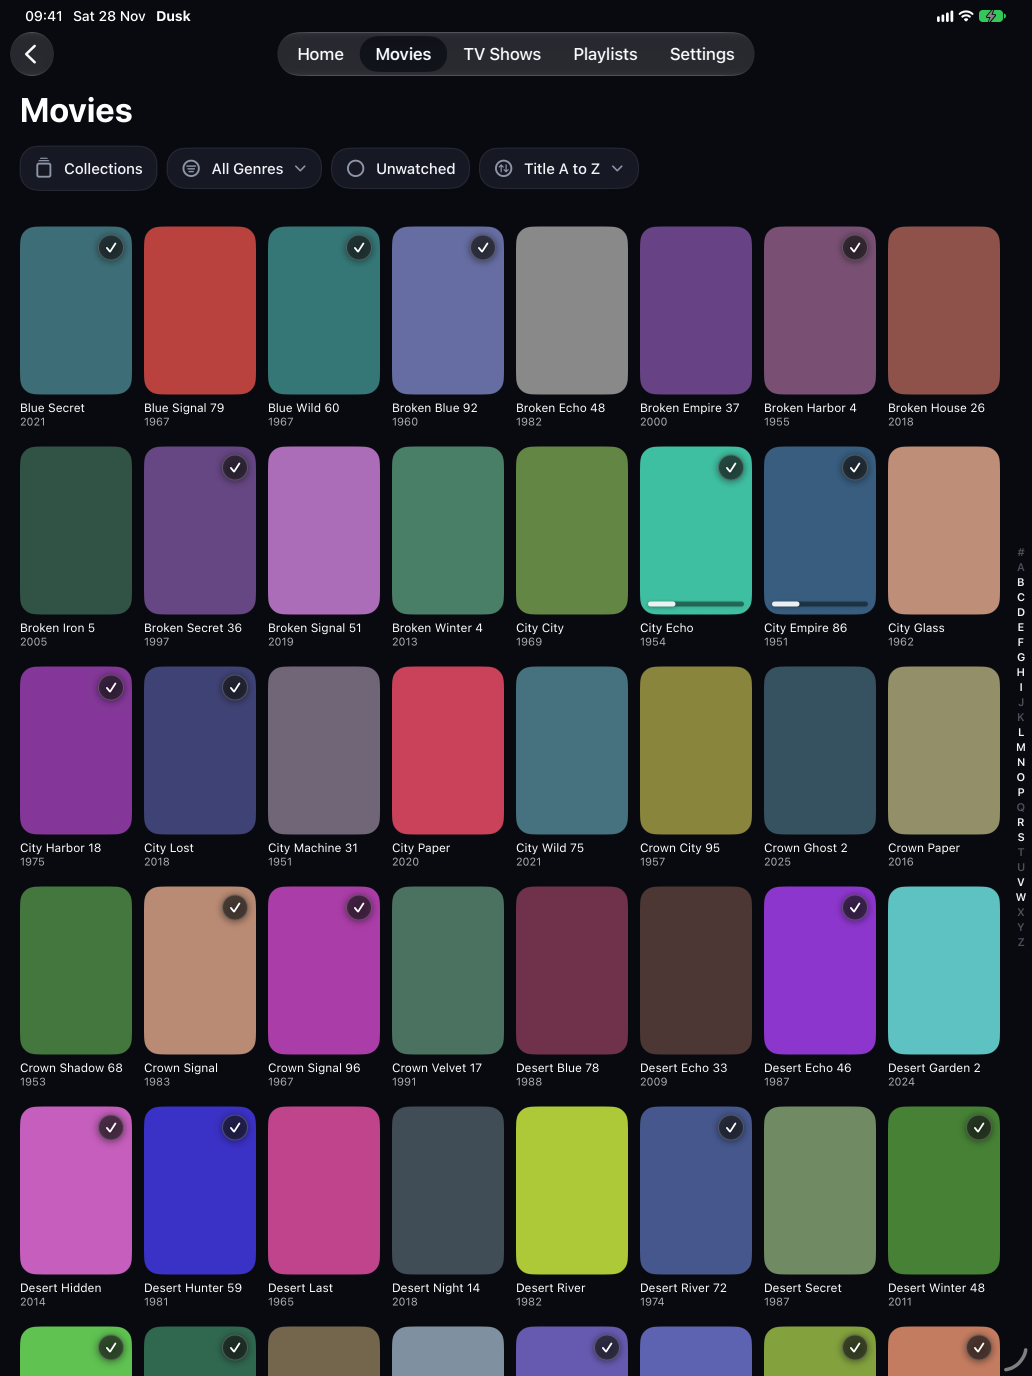 09:41 Sat 28 Nov Dusk
Home Movies TV Shows Playlists Settings
Movies
Collections All Genres Unwatched Title A to Z
Blue Secret Blue Signal 79 Blue Wild 60 Broken Blue 92 Broken Echo 48 Broken Empire 37 Broken Harbor 4 Broken House 26
2021 1967 1967 1960 1982 2000 1955 2018
Broken Iron 5 Broken Secret 36 Broken Signal 51 Broken Winter 4 City City City Echo City Empire 86 City Glass
2005 1997 2019 2013 1969 1954 1951 1962
City Harbor 18 City Lost City Machine 31 City Paper City Wild 75 Crown City 95 Crown Ghost 2 Crown Paper
1975 2018 1951 2020 2021 1957 2025 2016
Crown Shadow 68 Crown Signal Crown Signal 96 Crown Velvet 17 Desert Blue 78 Desert Echo 33 Desert Echo 46 Desert Garden 2
1953 1983 1967 1991 1988 2009 1987 2024
Desert Hidden Desert Hunter 59 Desert Last Desert Night 14 Desert River Desert River 72 Desert Secret Desert Winter 48
2014 1981 1965 2018 1982 1974 1987 2011
#
A
B
C
D
E
F
G
H
I
J
K
L
M
N
O
P
Q
R
S
T
U
V
W
X
Y
Z